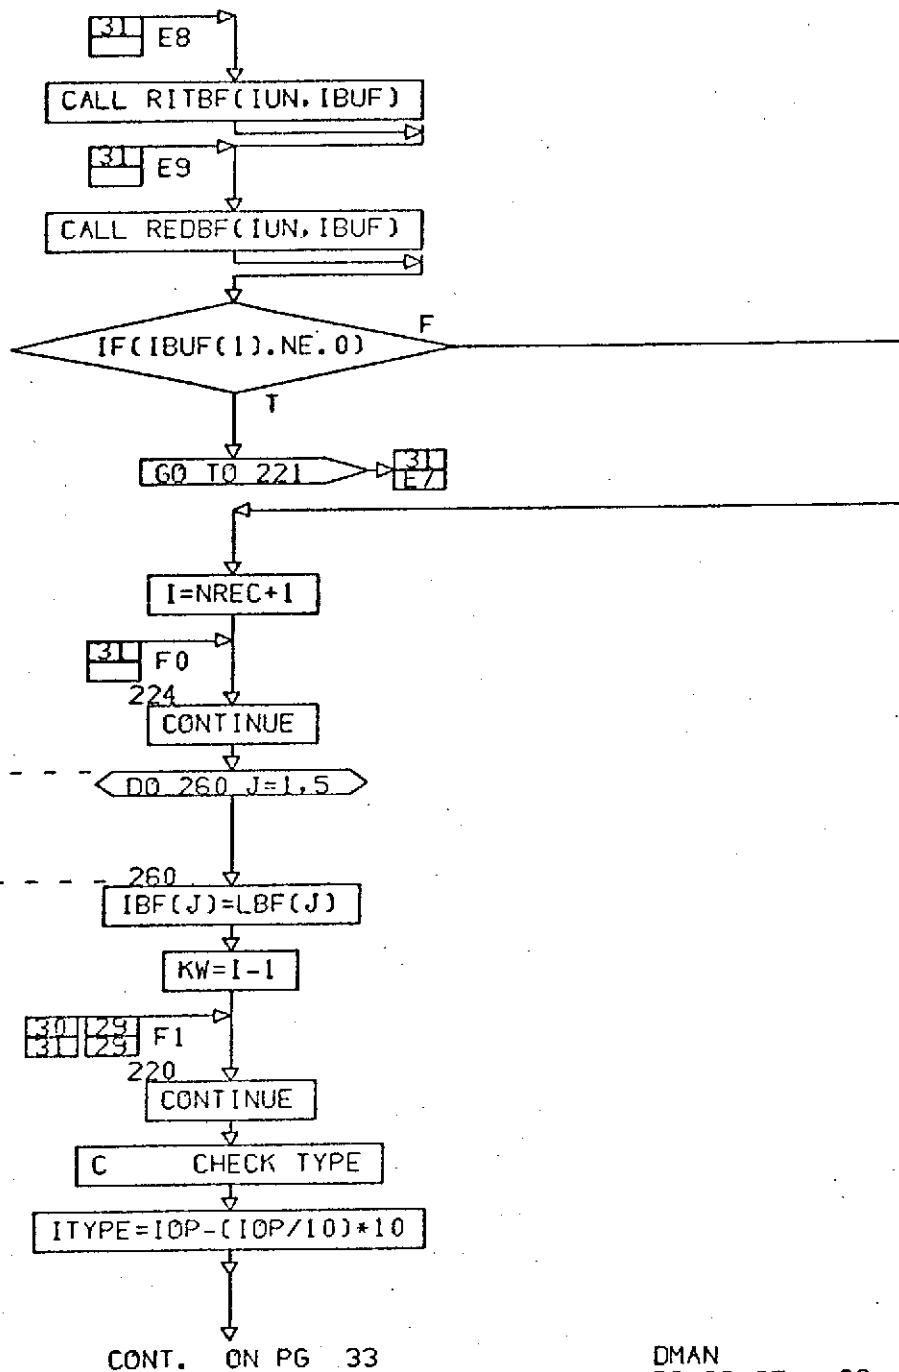 31
E8
CALL RITBF(IUN,IBUF)
31
E9
CALL REDBF(IUN,IBUF)
F
IF(IBUF(1).NE.0)
T
GO TO 221
31
E7
I=NREC+1
31
F0
224
CONTINUE
DO 260 J=1,5
260
IBF(J)=LBF(J)
KW=I-1
30 29
F1
31 29
220
CONTINUE
C CHECK TYPE
ITYPE=IOP-(IOP/10)*10
CONT. ON PG 33
DMAN